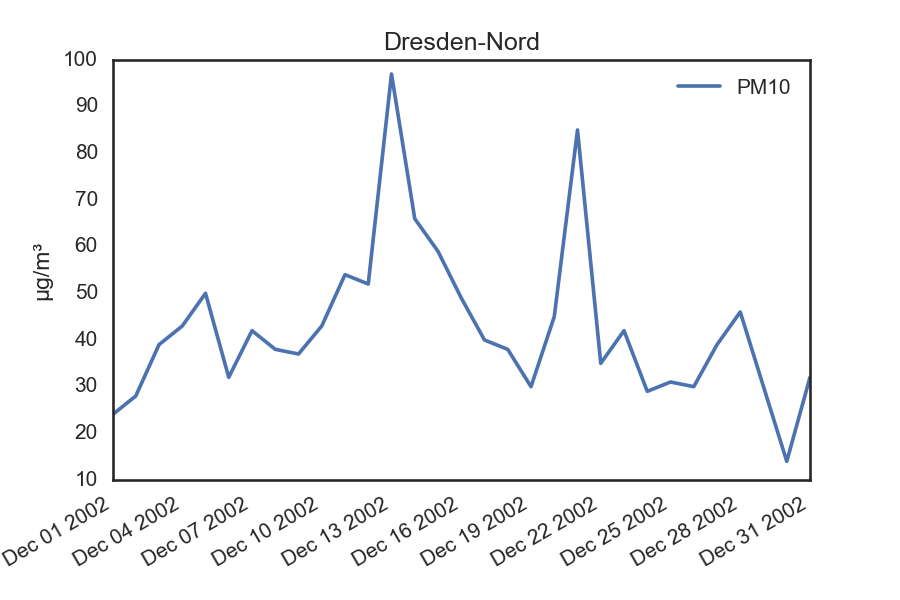 Dresden-Nord
100
90
80
70
60
50
40
30
20
10
µg/m³
PM10
Dec 01 2002
Dec 04 2002
Dec 07 2002
Dec 10 2002
Dec 13 2002
Dec 16 2002
Dec 19 2002
Dec 22 2002
Dec 25 2002
Dec 28 2002
Dec 31 2002